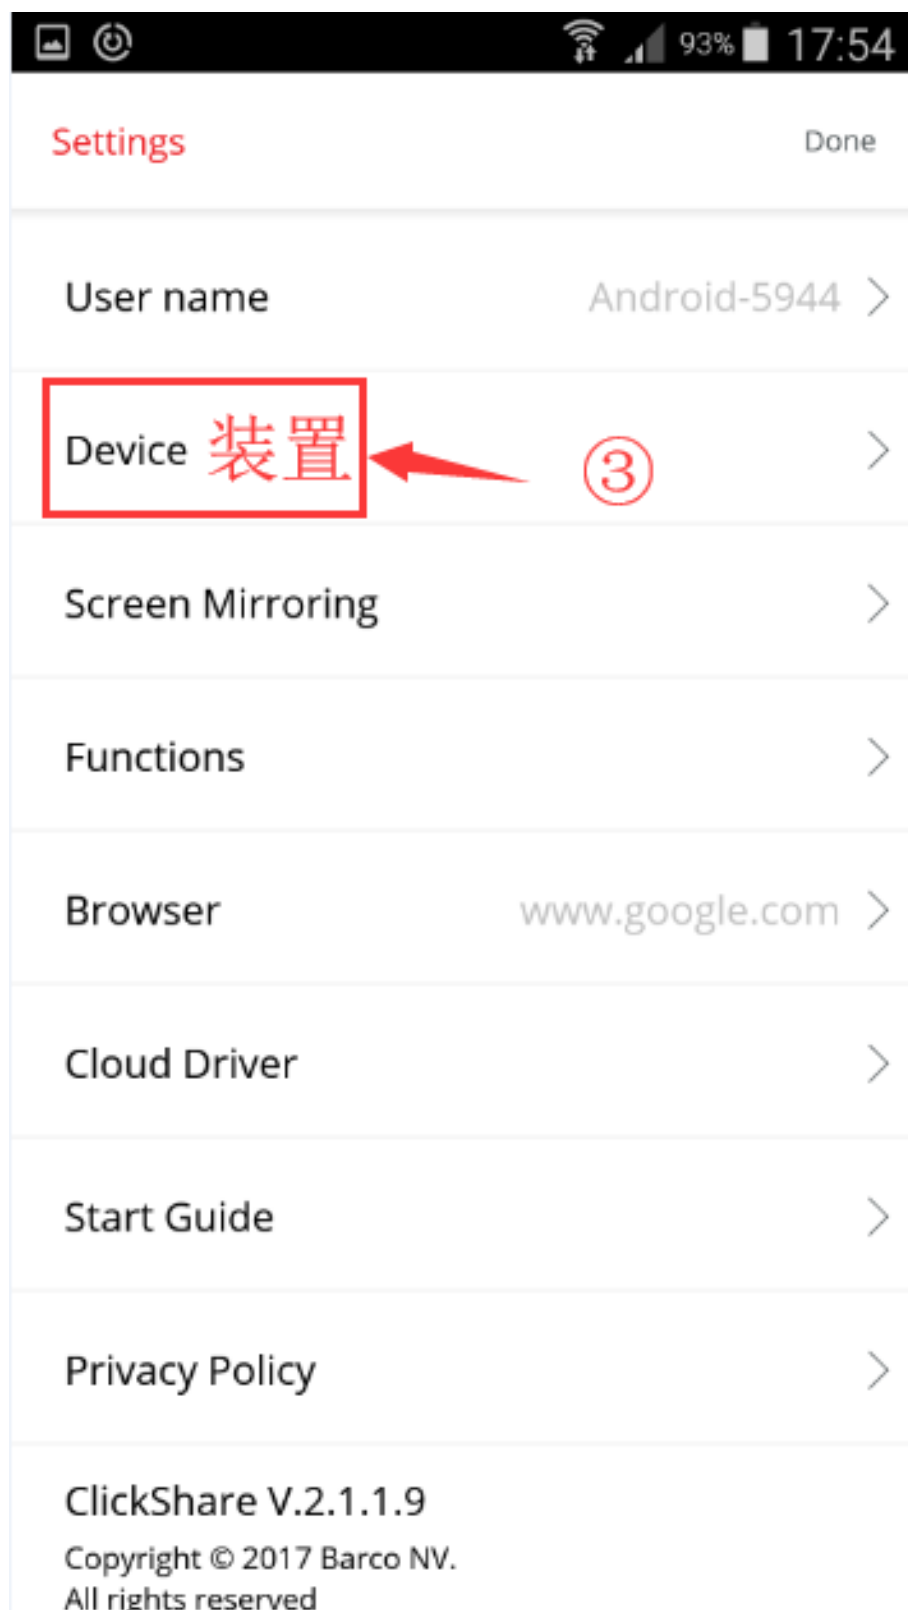 93% 17:54
Settings Done
User name Android-5944
Device 装置 ③
Screen Mirroring
Functions
Browser www.google.com
Cloud Driver
Start Guide
Privacy Policy
ClickShare V.2.1.1.9
Copyright © 2017 Barco NV.
All rights reserved